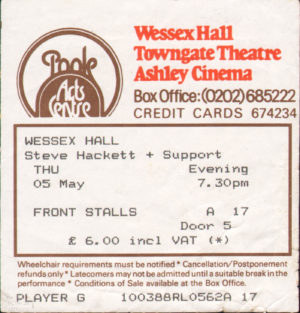 Poole
Arts
Centre
Wessex Hall
Towngate Theatre
Ashley Cinema
Box Office:(0202)685222
CREDIT CARDS 674234
WESSEX HALL
Steve Hackett + Support
THU Evening
05 May 7.30pm
FRONT STALLS A 17
Door 5
£ 6.00 incl VAT (*)
Wheelchair requirements must be notified * Cancellation/Postponement
refunds only * Latecomers may not be admitted until a suitable break in the
performance * Conditions of Sale available at the Box Office.
PLAYER G 100388RL0562A 17